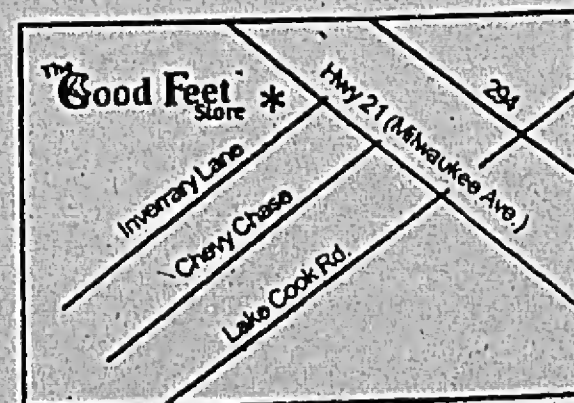 The
Good Feet
Store *
Hwy 21 (Milwaukee Ave.)
294
Inverrary Lane
Chevy Chase
Lake Cook Rd.